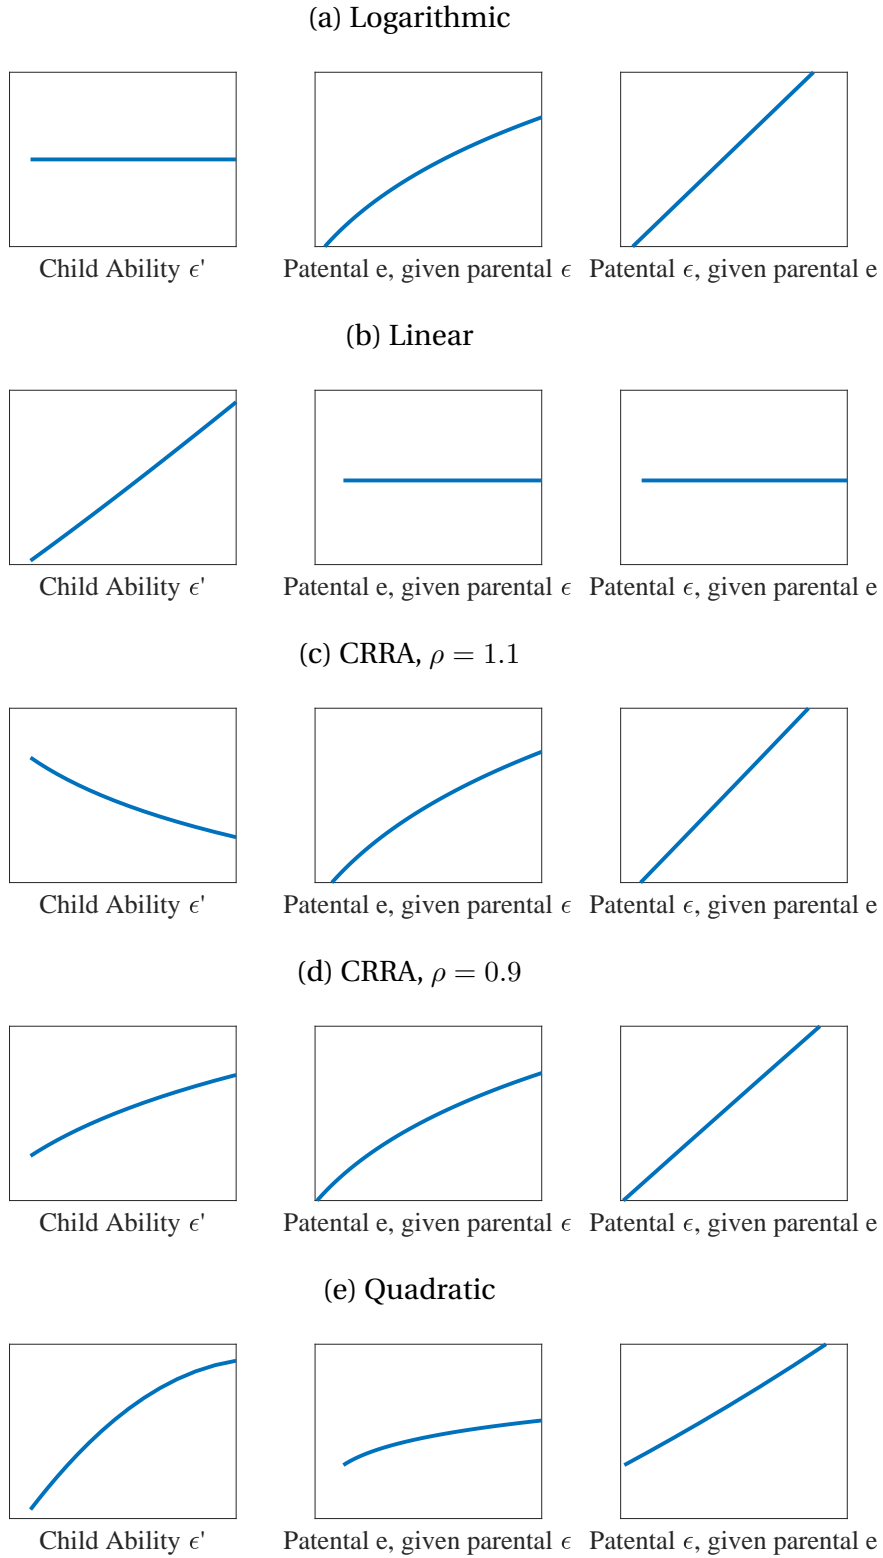 (a) Logarithmic
Child Ability ϵ' Patental e, given parental ϵ Patental ϵ, given parental e
(b) Linear
Child Ability ϵ' Patental e, given parental ϵ Patental ϵ, given parental e
(c) CRRA, ρ = 1.1
Child Ability ϵ' Patental e, given parental ϵ Patental ϵ, given parental e
(d) CRRA, ρ = 0.9
Child Ability ϵ' Patental e, given parental ϵ Patental ϵ, given parental e
(e) Quadratic
Child Ability ϵ' Patental e, given parental ϵ Patental ϵ, given parental e